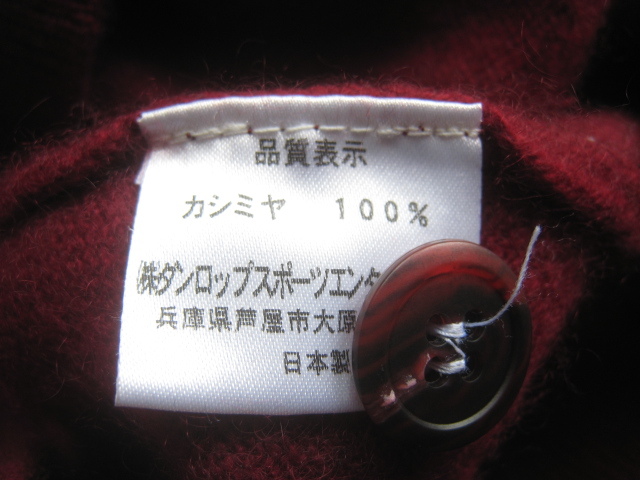 品質表示
カシミヤ 100%
(株)ダンロップスポーツエン
兵庫県芦屋市大原
日本製